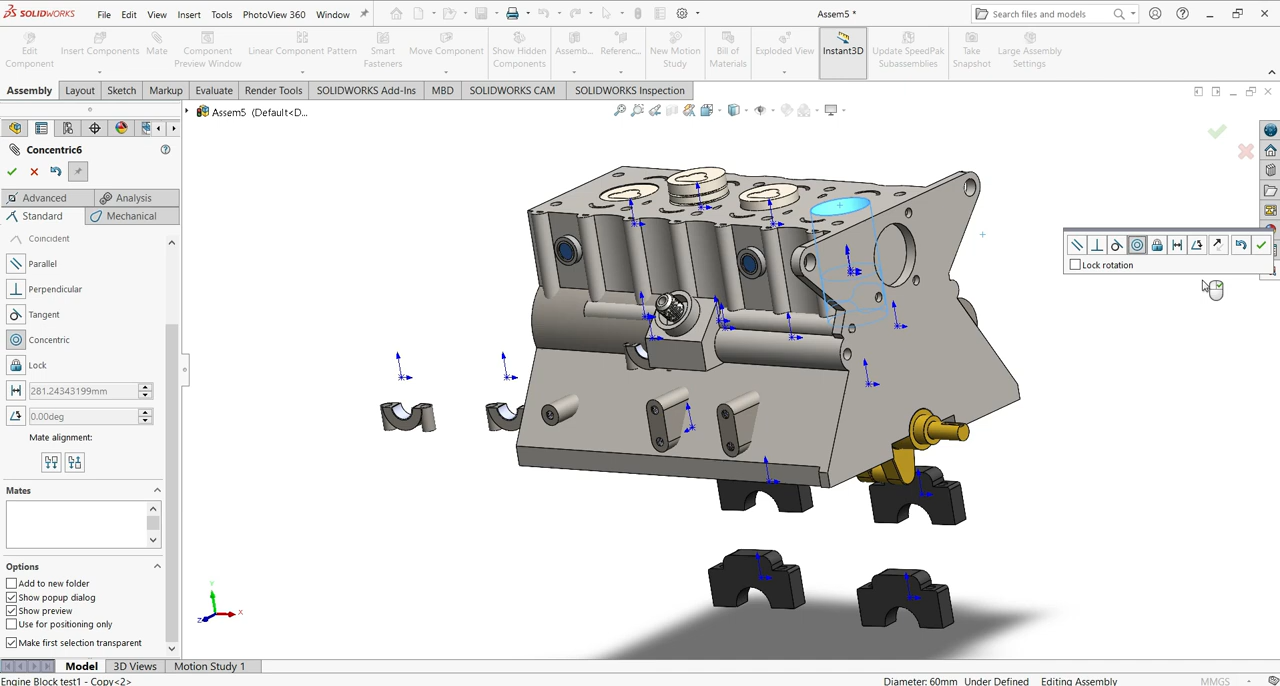 SOLIDWORKS File Edit View Insert Tools PhotoView 360 Window Assem5 * Search files and models
Edit Component
Insert Components
Mate
Component Preview Window
Linear Component Pattern
Smart Fasteners
Move Component
Show Hidden Components
Assemb...
Referenc...
New Motion Study
Bill of Materials
Exploded View
Instant3D
Update SpeedPak Subassemblies
Take Snapshot
Large Assembly Settings
Assembly Layout Sketch Markup Evaluate Render Tools SOLIDWORKS Add-Ins MBD SOLIDWORKS CAM SOLIDWORKS Inspection
Assem5 (Default<D...
Concentric6
Advanced Analysis
Standard Mechanical
Coincident
Parallel
Perpendicular
Tangent
Concentric
Lock
281.24343199mm
0.00deg
Mate alignment:
Mates
Options
Add to new folder
Show popup dialog
Show preview
Use for positioning only
Make first selection transparent
Lock rotation
Y
X
Z
Model 3D Views Motion Study 1
Engine Block test1 - Copy<2> Diameter: 60mm Under Defined Editing Assembly MMGS